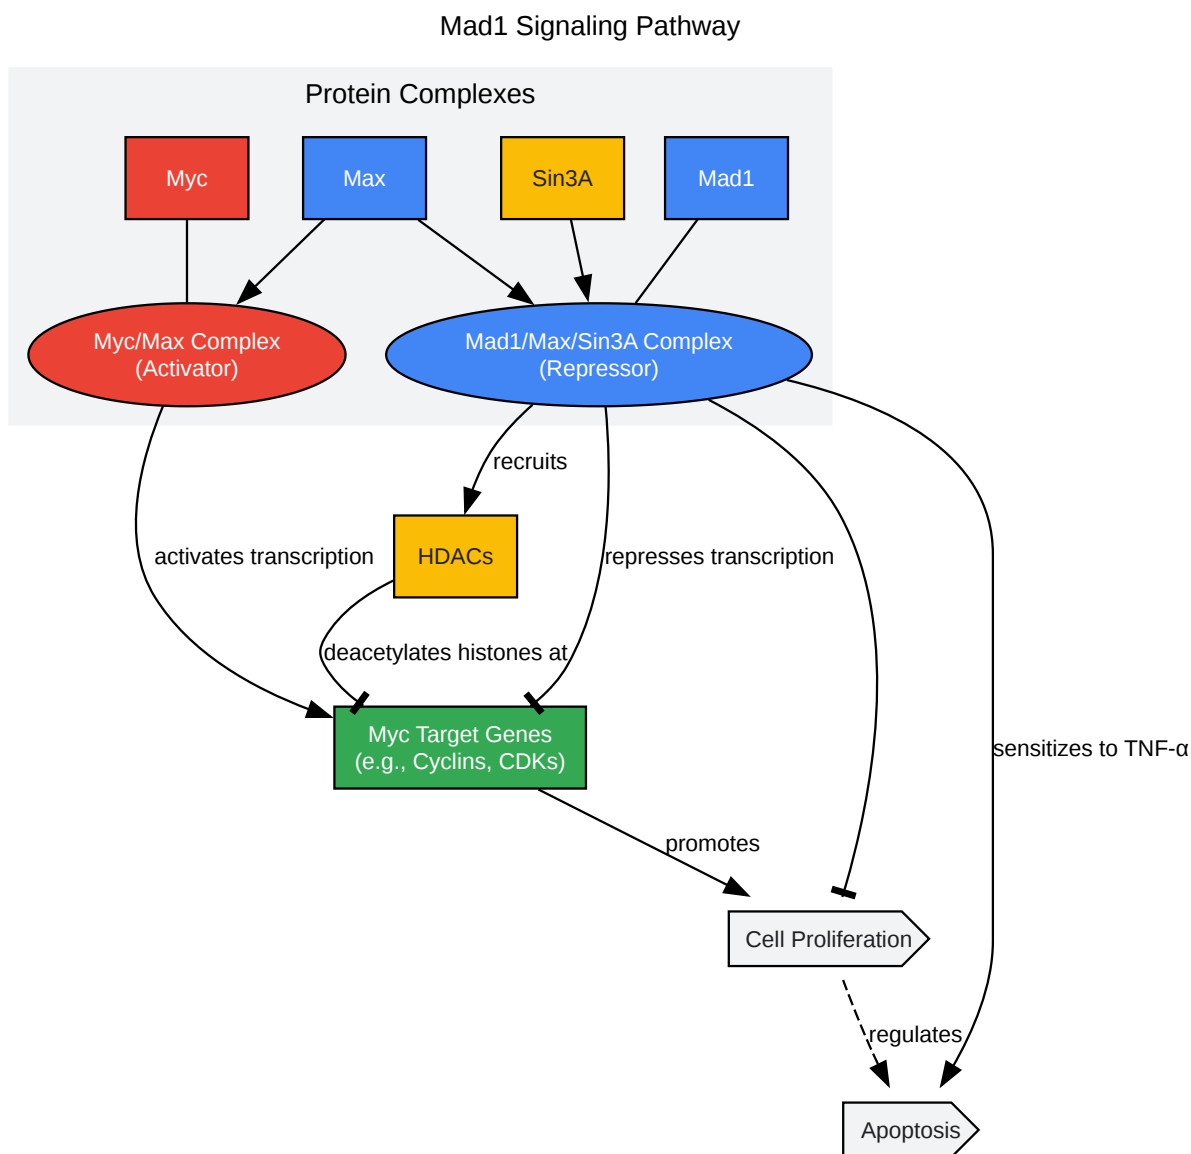 Mad1 Signaling Pathway
Protein Complexes
Myc
Max
Sin3A
Mad1
Myc/Max Complex
(Activator)
Mad1/Max/Sin3A Complex
(Repressor)
recruits
activates transcription
HDACs
represses transcription
deacetylates histones at
Myc Target Genes
(e.g., Cyclins, CDKs)
sensitizes to TNF-α
promotes
Cell Proliferation
regulates
Apoptosis